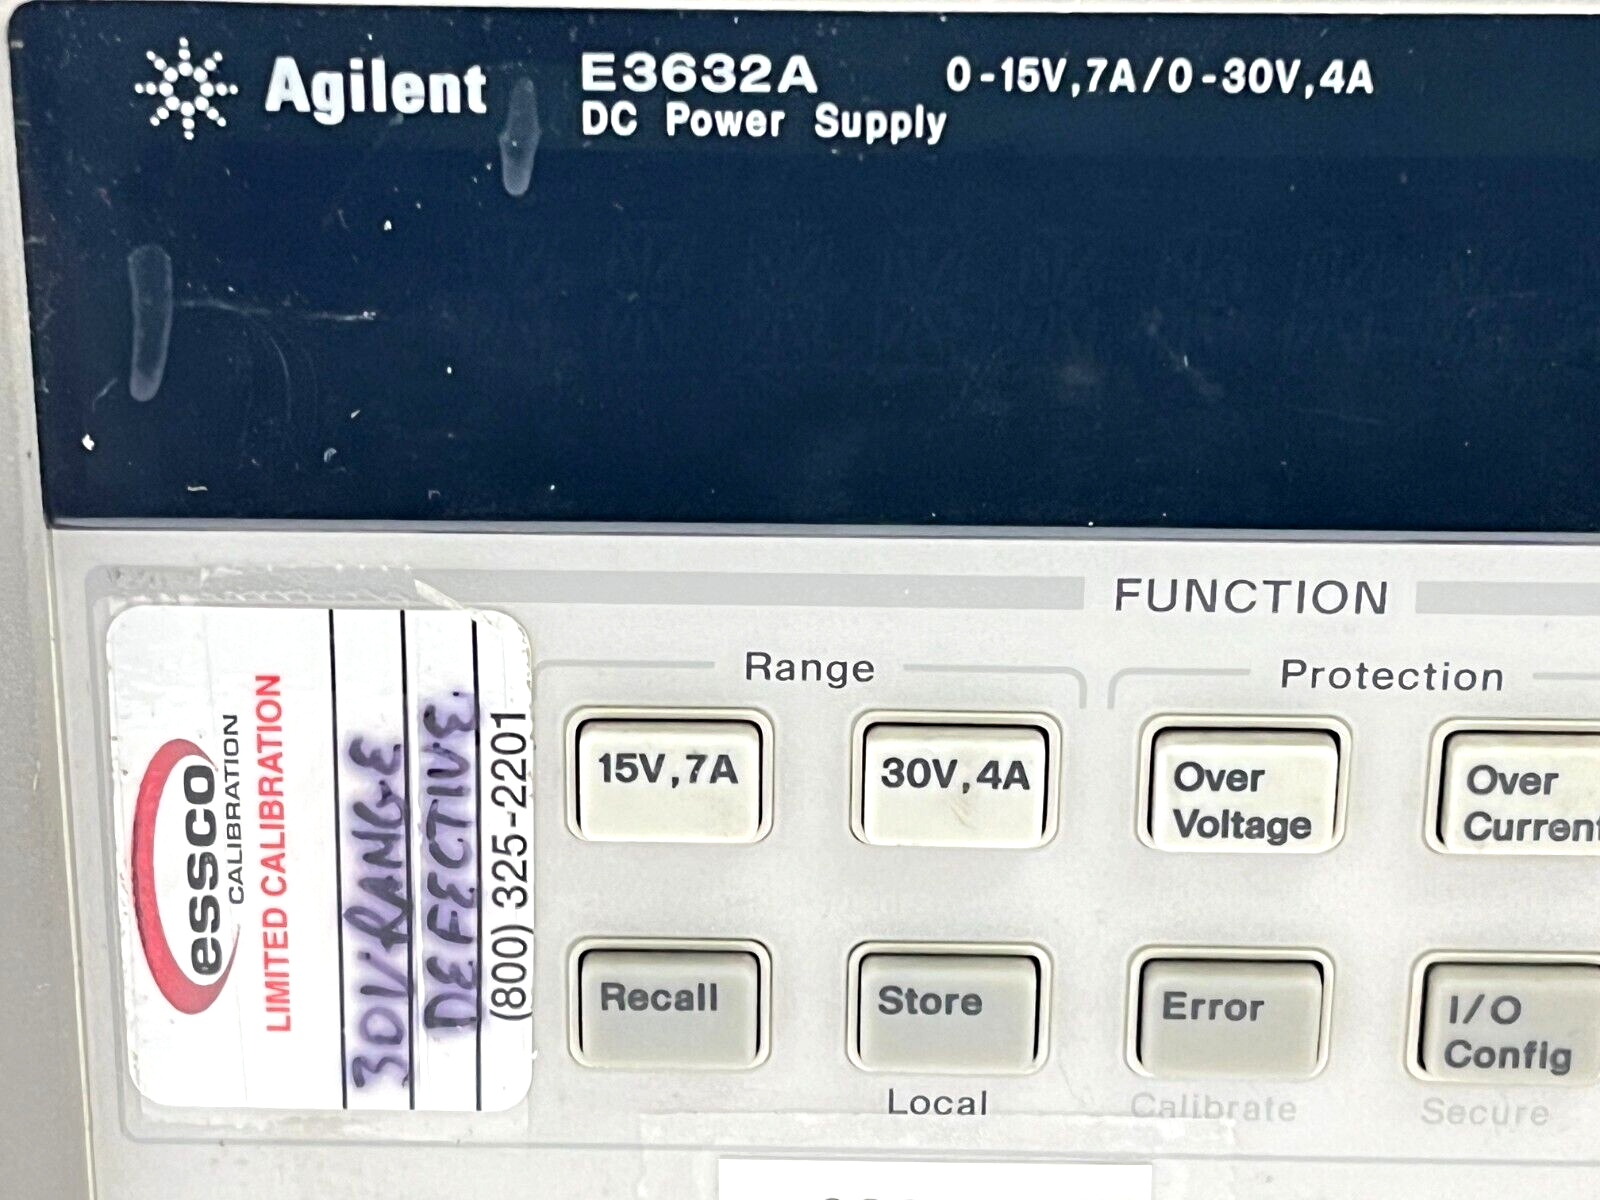 Agilent
E3632A
DC Power Supply
0-15V,7A/0-30V,4A
FUNCTION
Range
Protection
15V,7A
30V,4A
Over
Voltage
Over
Current
Recall
Store
Error
I/O
Config
Local
Calibrate
Secure
essco
CALIBRATION
LIMITED CALIBRATION
30V RANGE
DEFECTIVE.
(800) 325-2201